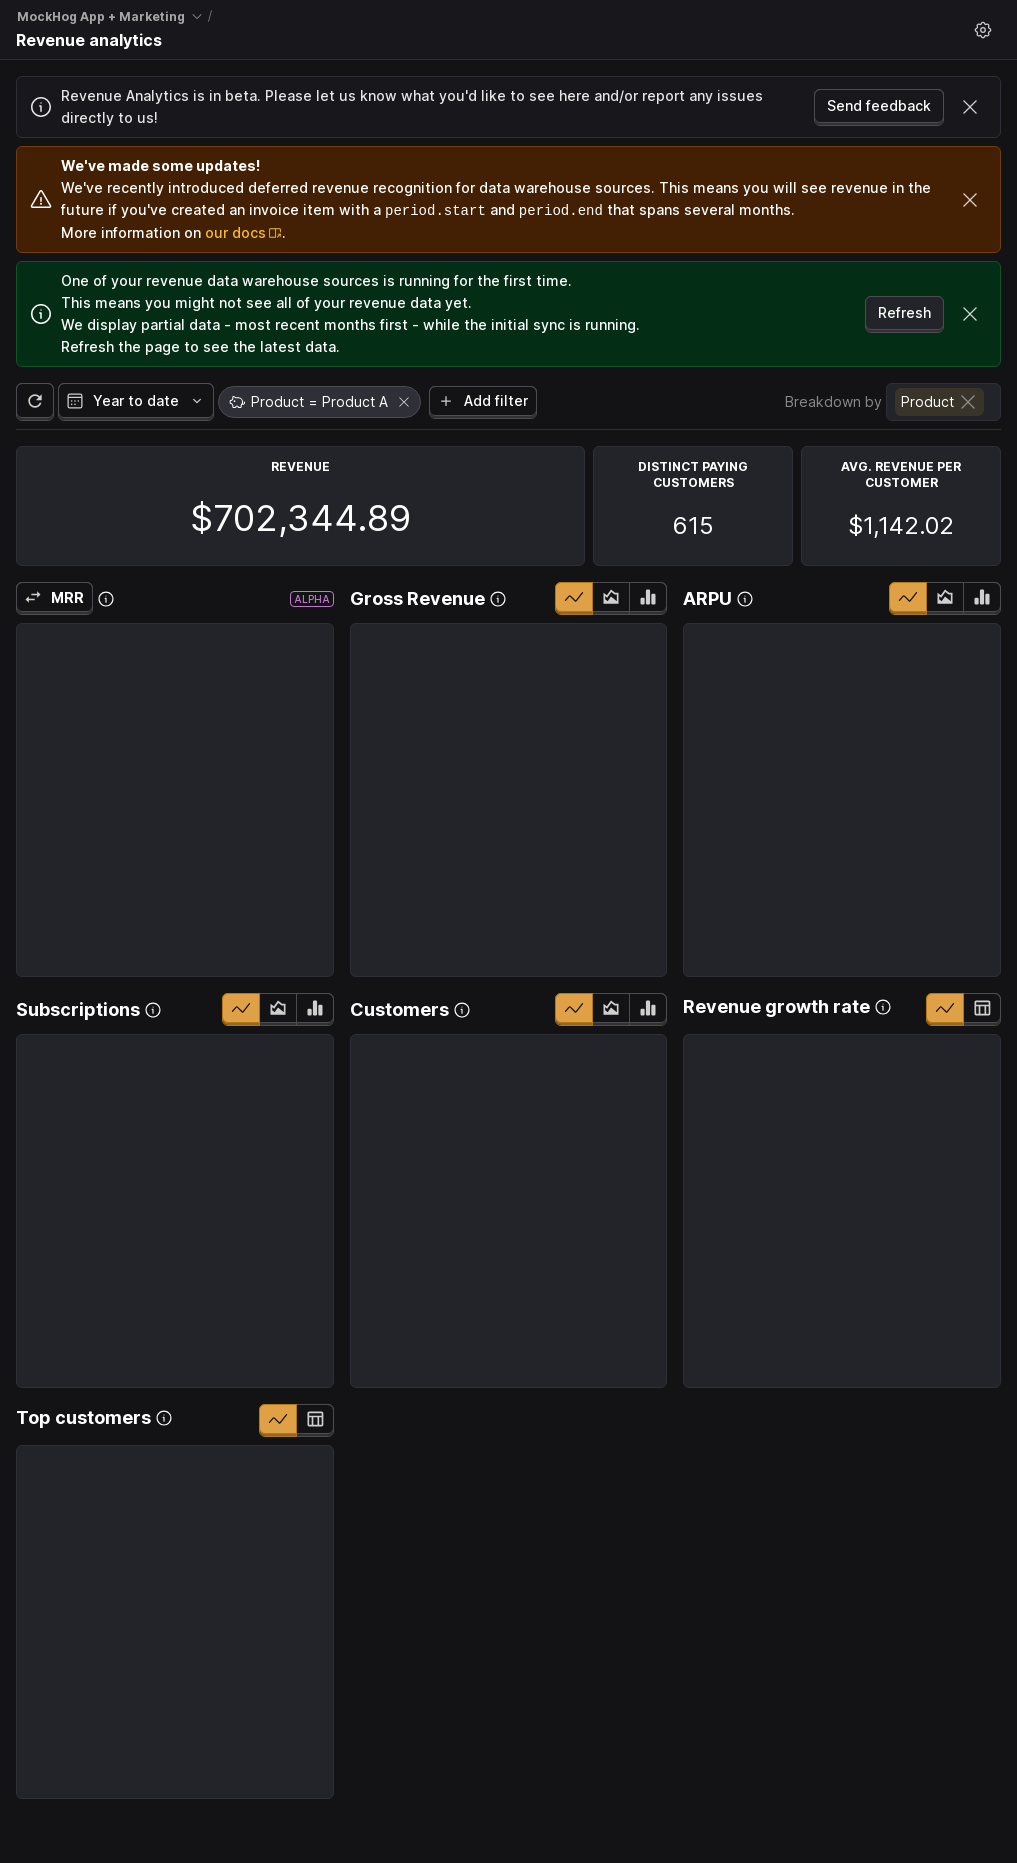 MockHog App + Marketing /
Revenue analytics
Revenue Analytics is in beta. Please let us know what you'd like to see here and/or report any issues
directly to us!
Send feedback
We've made some updates!
We've recently introduced deferred revenue recognition for data warehouse sources. This means you will see revenue in the
future if you've created an invoice item with a period.start and period.end that spans several months.
More information on our docs.
One of your revenue data warehouse sources is running for the first time.
This means you might not see all of your revenue data yet.
We display partial data - most recent months first - while the initial sync is running.
Refresh the page to see the latest data.
Refresh
Year to date
Product = Product A
Add filter
Breakdown by
Product
REVENUE
$702,344.89
DISTINCT PAYING
CUSTOMERS
615
AVG. REVENUE PER
CUSTOMER
$1,142.02
MRR
ALPHA
Gross Revenue
ARPU
Subscriptions
Customers
Revenue growth rate
Top customers